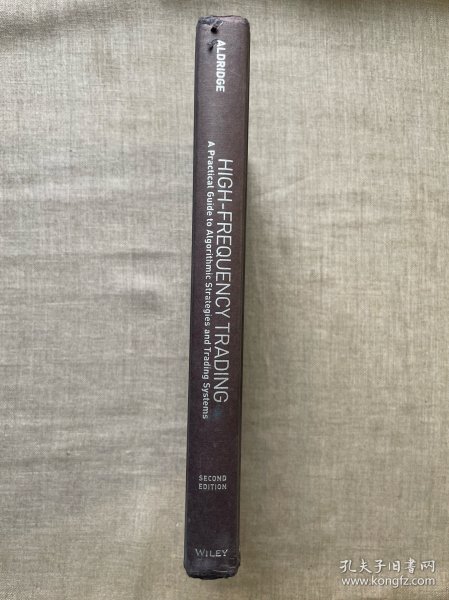 ALDRIDGE
HIGH-FREQUENCY TRADING
A Practical Guide to Algorithmic Strategies and Trading Systems
SECOND
EDITION
WILEY
孔夫子旧书网
www.kongfz.com